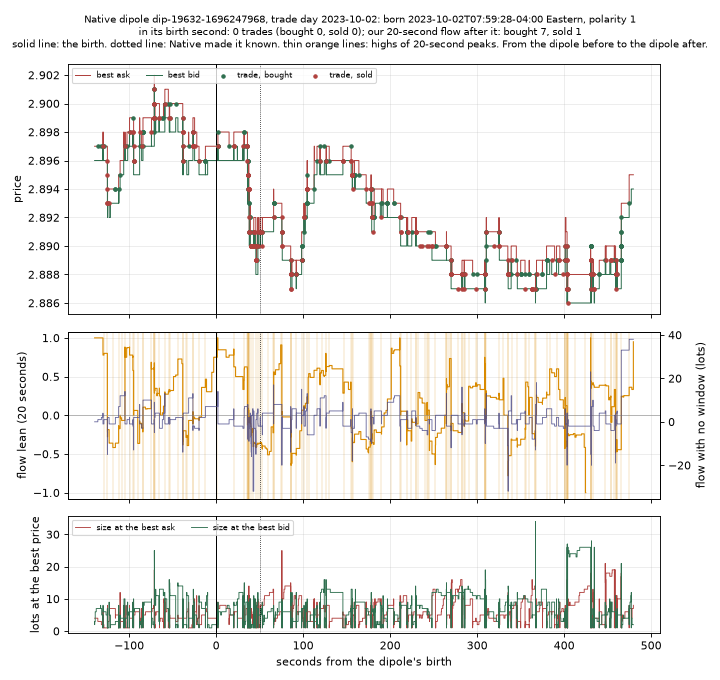 Native dipole dip-19632-1696247968, trade day 2023-10-02: born 2023-10-02T07:59:28-04:00 Eastern, polarity 1
in its birth second: 0 trades (bought 0, sold 0); our 20-second flow after it: bought 7, sold 1
solid line: the birth. dotted line: Native made it known. thin orange lines: highs of 20-second peaks. From the dipole before to the dipole after.
best ask best bid trade, bought trade, sold
2.902
2.900
2.898
2.896
2.894
2.892
2.890
2.888
2.886
price
1.0
0.5
0.0
−0.5
−1.0
flow lean (20 seconds)
40
20
0
−20
flow with no window (lots)
size at the best ask size at the best bid
30
20
10
0
lots at the best price
−100 0 100 200 300 400 500
seconds from the dipole's birth